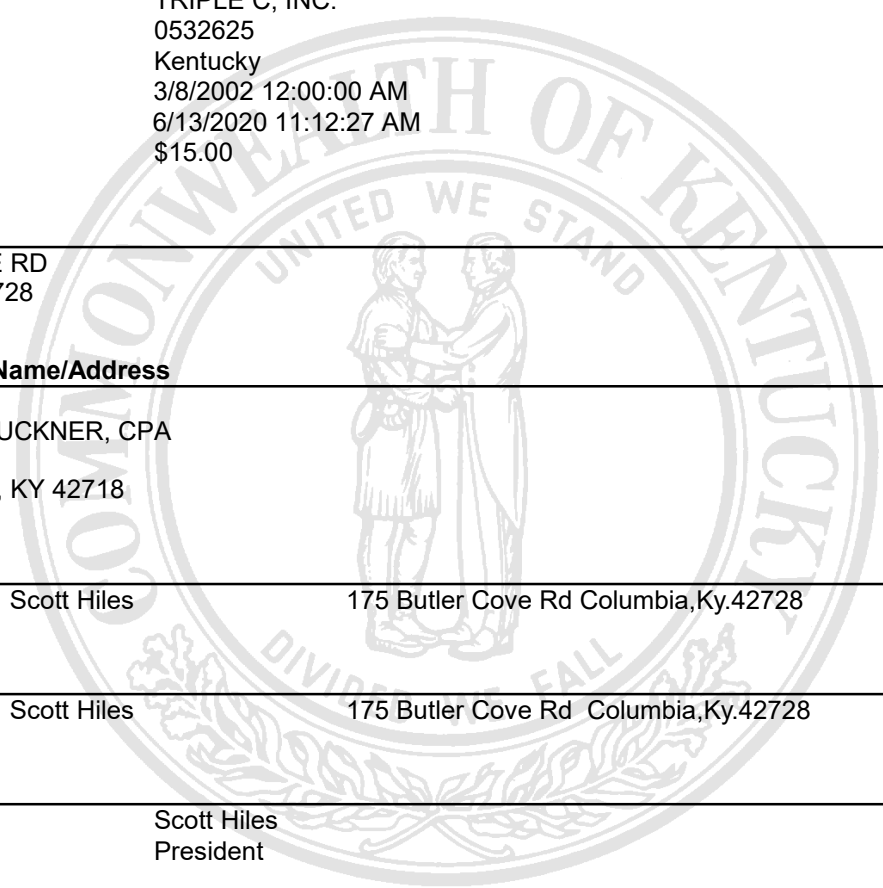 TRIPLE C, INC.
0532625
Kentucky
3/8/2002 12:00:00 AM
6/13/2020 11:12:27 AM
$15.00
COMMONWEALTH OF KENTUCKY
UNITED WE STAND
E RD
728
Name/Address
UCKNER, CPA
, KY 42718
Scott Hiles 175 Butler Cove Rd Columbia,Ky.42728
DIVIDED WE FALL
Scott Hiles 175 Butler Cove Rd  Columbia,Ky.42728
Scott Hiles
President